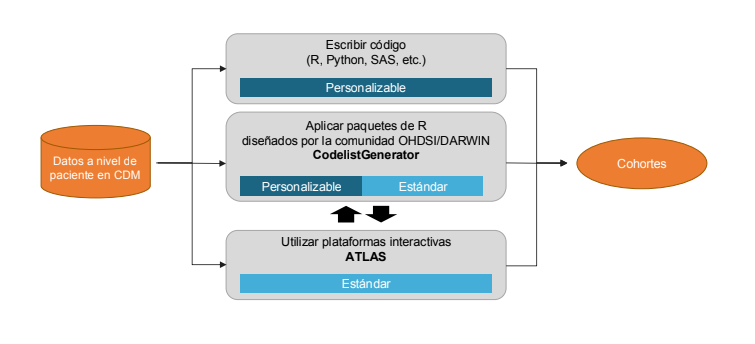 Escribir código
(R, Python, SAS, etc.)
Personalizable
Datos a nivel de
paciente en CDM
Aplicar paquetes de R
diseñados por la comunidad OHDSI/DARWIN
CodelistGenerator
Personalizable
Estándar
Cohortes
Utilizar plataformas interactivas
ATLAS
Estándar